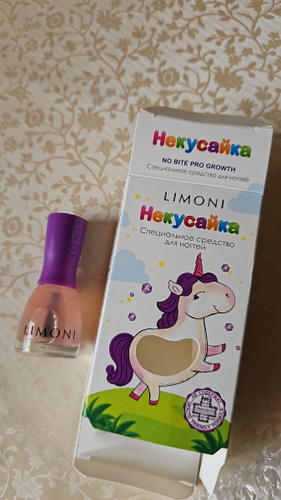 Некусайка
NO BITE PRO GROWTH
Специальное средство для ногтей
LIMONI
Некусайка
Специальное средство
для ногтей
LIMONI